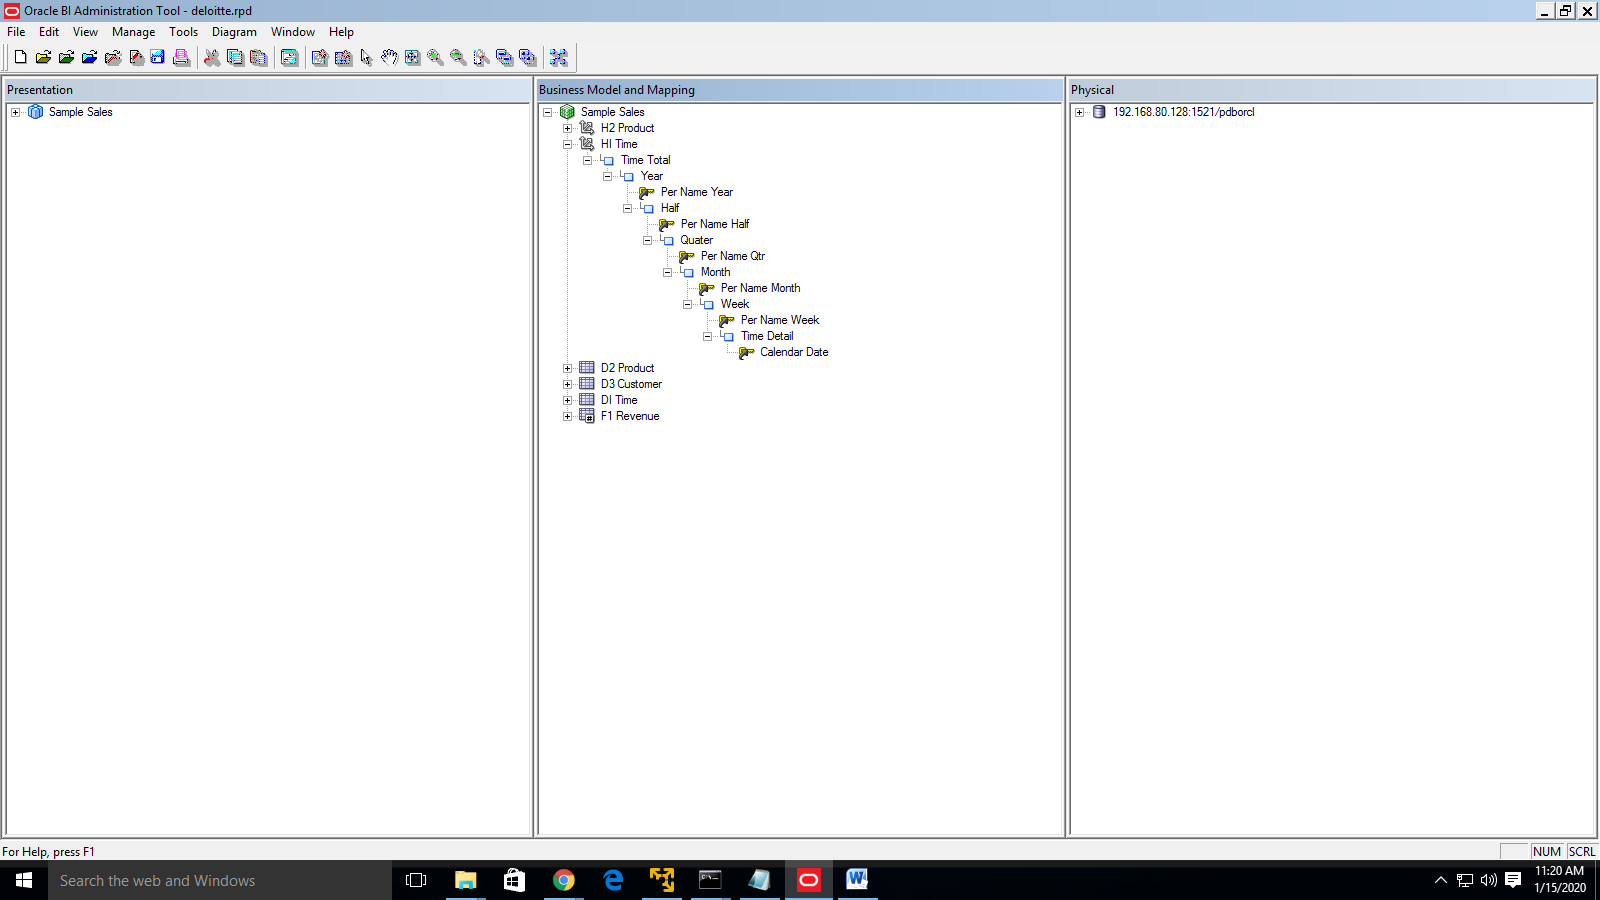 Oracle BI Administration Tool - deloitte.rpd
File Edit View Manage Tools Diagram Window Help
Presentation
Sample Sales
Business Model and Mapping
Sample Sales
H2 Product
HI Time
Time Total
Year
Per Name Year
Half
Per Name Half
Quater
Per Name Qtr
Month
Per Name Month
Week
Per Name Week
Time Detail
Calendar Date
D2 Product
D3 Customer
DI Time
F1 Revenue
Physical
192.168.80.128:1521/pdborcl
For Help, press F1
NUM SCRL
Search the web and Windows
11:20 AM
1/15/2020